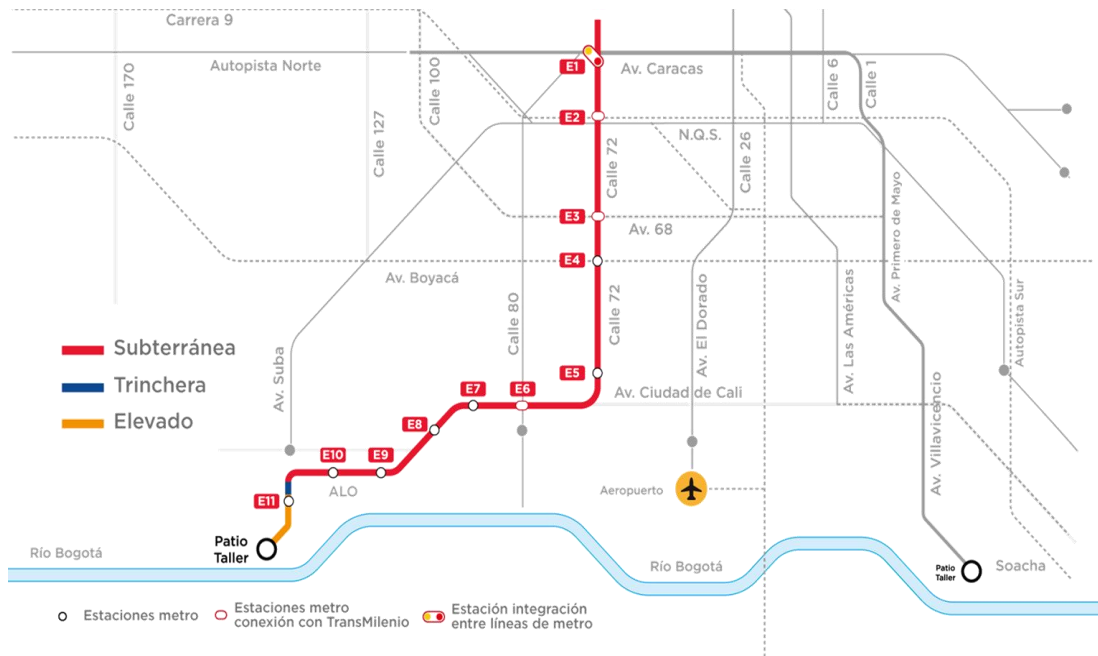 Carrera 9
Autopista Norte
Calle 170
Calle 127
Calle 100
E1
Av. Caracas
Calle 6
Calle 1
E2
N.Q.S.
Calle 72
Calle 26
E3
Av. 68
Av. Primero de Mayo
E4
Av. Boyacá
Calle 80
Calle 72
Av. El Dorado
Av. Las Américas
Autopista Sur
Subterránea
Trinchera
Elevado
Av. Suba
E5
E7
E6
Av. Ciudad de Cali
E8
Av. Villavicencio
E10
E9
ALO
E11
Aeropuerto
Patio
Taller
Río Bogotá
Río Bogotá
Patio
Taller
Soacha
Estaciones metro
Estaciones metro
conexión con TransMilenio
Estación integración
entre líneas de metro